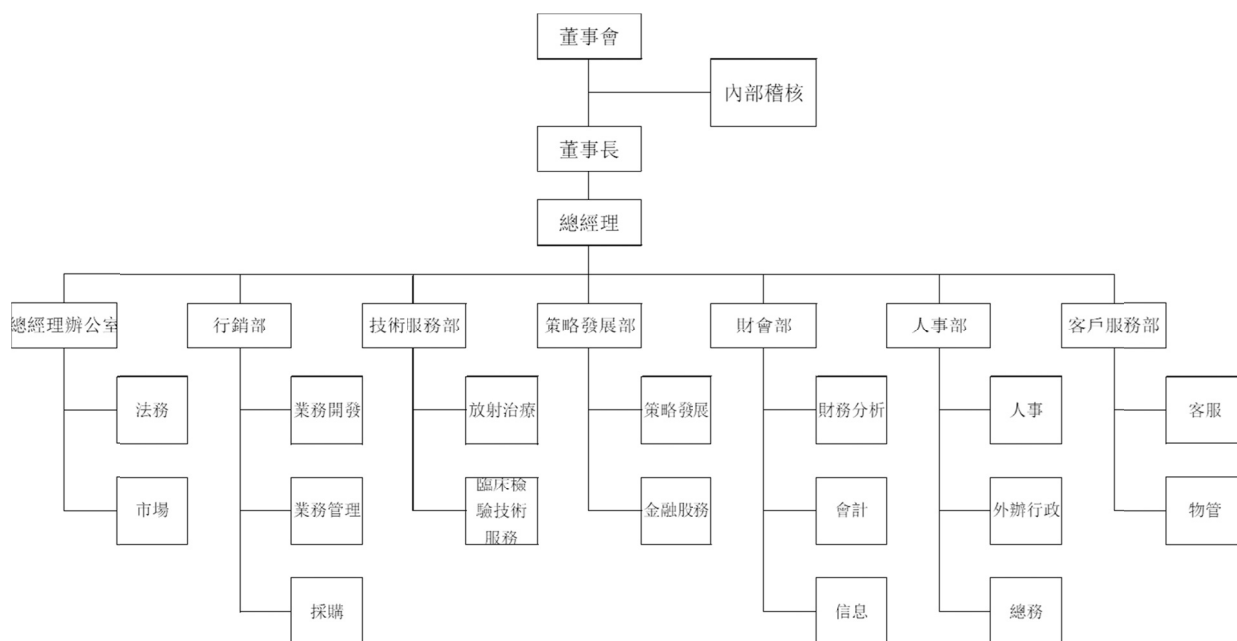 董事會
內部稽核
董事長
總經理
總經理辦公室
行銷部
技術服務部
策略發展部
財會部
人事部
客戶服務部
法務
業務開發
放射治療
策略發展
財務分析
人事
客服
市場
業務管理
臨床檢
驗技術
服務
金融股務
會計
外辦行政
物管
採購
信息
總務